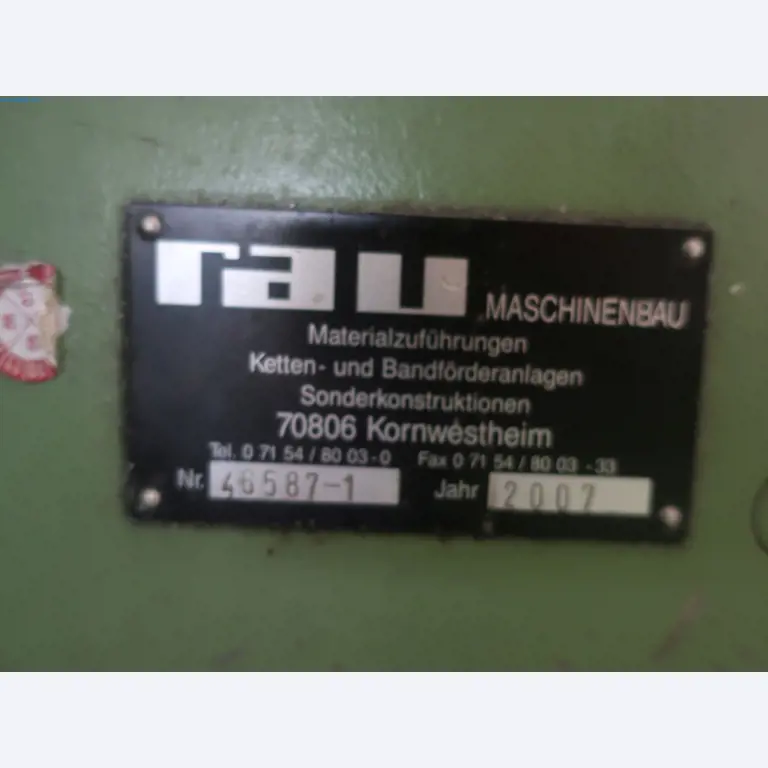 rau MASCHINENBAU
Materialzuführungen
Ketten- und Bandförderanlagen
Sonderkonstruktionen
70806 Kornwestheim
Tel. 0 71 54 / 80 03-0 Fax 0 71 54 / 80 03 -33
Nr. 46587-1 Jahr 2007